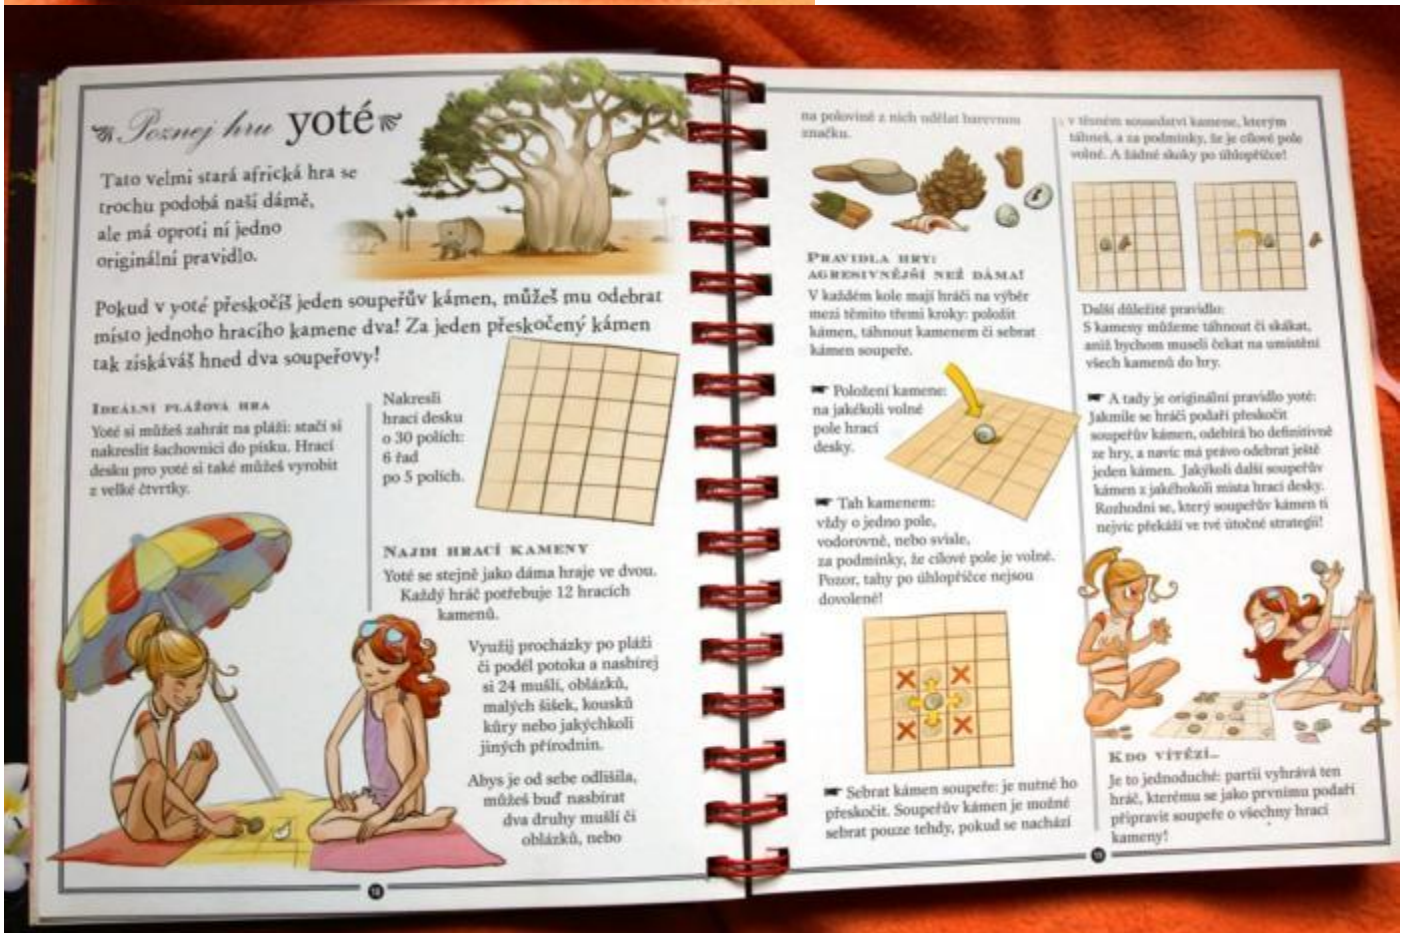 Poznej hru yoté
Tato velmi stará africká hra se
trochu podobá naší dámě,
ale má oproti ní jedno
originální pravidlo.
Pokud v yoté přeskočíš jeden soupeřův kámen, můžeš mu odebrat
místo jednoho hracího kamene dva! Za jeden přeskočený kámen
tak získáváš hned dva soupeřovy!
IDEÁLNÍ PLÁŽOVÁ HRA
Yoté si můžeš zahrát na pláži: stačí si
nakreslit šachovnici do písku. Hrací
desku pro yoté si také můžeš vyrobit
z velké čtvrtky.
Nakresli
hrací desku
o 30 polích:
6 řad
po 5 polích.
NAJDI HRACÍ KAMENY
Yoté se stejně jako dáma hraje ve dvou.
Každý hráč potřebuje 12 hracích
kamenů.
Využij procházky po pláži
či podél potoka a nasbírej
si 24 mušlí, oblázků,
malých šišek, kousků
kůry nebo jakýchkoli
jiných přírodnin.
Abys je od sebe odlišila,
můžeš buď nasbírat
dva druhy mušlí či
oblázků, nebo
18
na polovině z nich udělat barevnou
značku.
PRAVIDLA HRY:
AGRESIVNĚJŠÍ NEŽ DÁMA!
V každém kole mají hráči na výběr
mezi těmito třemi kroky: položit
kámen, táhnout kamenem či sebrat
kámen soupeře.
Položení kamene:
na jakékoli volné
pole hrací
desky.
Tah kamenem:
vždy o jedno pole,
vodorovně, nebo svisle,
za podmínky, že cílové pole je volné.
Pozor, tahy po úhlopříčce nejsou
dovolené!
Sebrat kámen soupeře: je nutné ho
přeskočit. Soupeřův kámen je možné
sebrat pouze tehdy, pokud se nachází
v těsném sousedství kamene, kterým
táhneš, a za podmínky, že je cílové pole
volné. A žádné skoky po úhlopříčce!
Další důležité pravidlo:
S kameny můžeme táhnout či skákat,
aniž bychom museli čekat na umístění
všech kamenů do hry.
A tady je originální pravidlo yoté:
Jakmile se hráči podaří přeskočit
soupeřův kámen, odebírá ho definitivně
ze hry, a navíc má právo odebrat ještě
jeden kámen. Jakýkoli další soupeřův
kámen z jakéhokoli místa hrací desky.
Rozhodni se, který soupeřův kámen ti
nejvíc překáží ve tvé útočné strategii!
KDO VÍTĚZÍ...
Je to jednoduché: partii vyhrává ten
hráč, kterému se jako prvnímu podaří
připravit soupeře o všechny hrací
kameny!